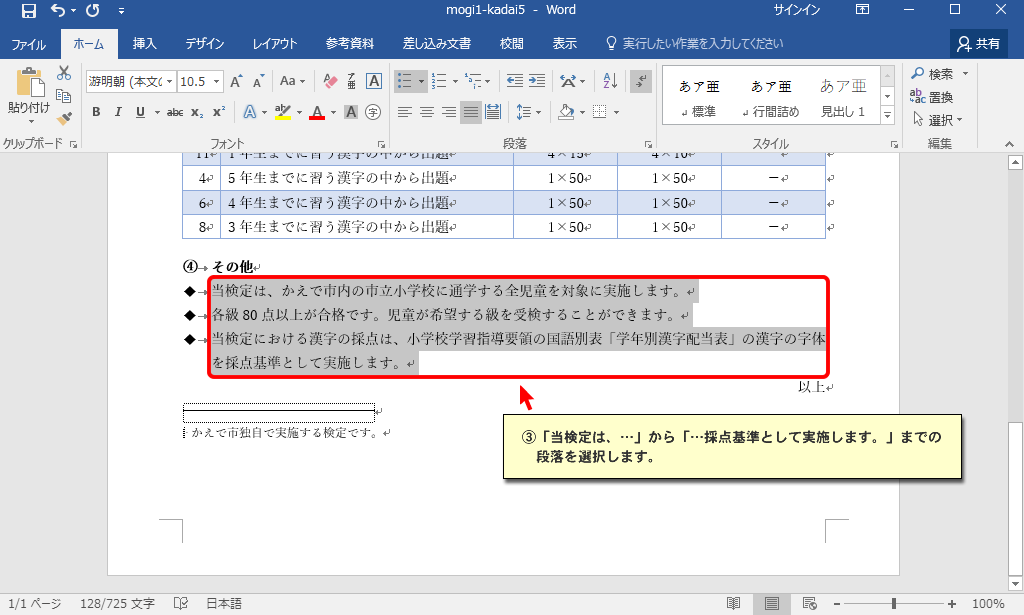 mogi1-kadai5 - Word
サインイン
ファイル ホーム 挿入 デザイン レイアウト 参考資料 差し込み文書 校閲 表示 実行したい作業を入力してください 共有
貼り付け
游明朝 (本文の 10.5 A A Aa A
B I U abc x₂ x² A aby A A 字
あア亜 あア亜 あア亜
↲標準 ↲行間詰め 見出し 1
検索
置換
選択
クリップボード フォント 段落 スタイル 編集
11 1 年生までに習う漢字の中から出題 4×15 4×10 ー
4 5 年生までに習う漢字の中から出題 1×50 1×50 ー
6 4 年生までに習う漢字の中から出題 1×50 1×50 ー
8 3 年生までに習う漢字の中から出題 1×50 1×50 ー
④→その他
◆→当検定は、かえで市内の市立小学校に通学する全児童を対象に実施します。
◆→各級 80 点以上が合格です。児童が希望する級を受検することができます。
◆→当検定における漢字の採点は、小学校学習指導要領の国語別表「学年別漢字配当表」の漢字の字体
を採点基準として実施します。
以上
かえで市独自で実施する検定です。
③「当検定は、…」から「…採点基準として実施します。」までの
段落を選択します。
1/1 ページ 128/725 文字 日本語 100%